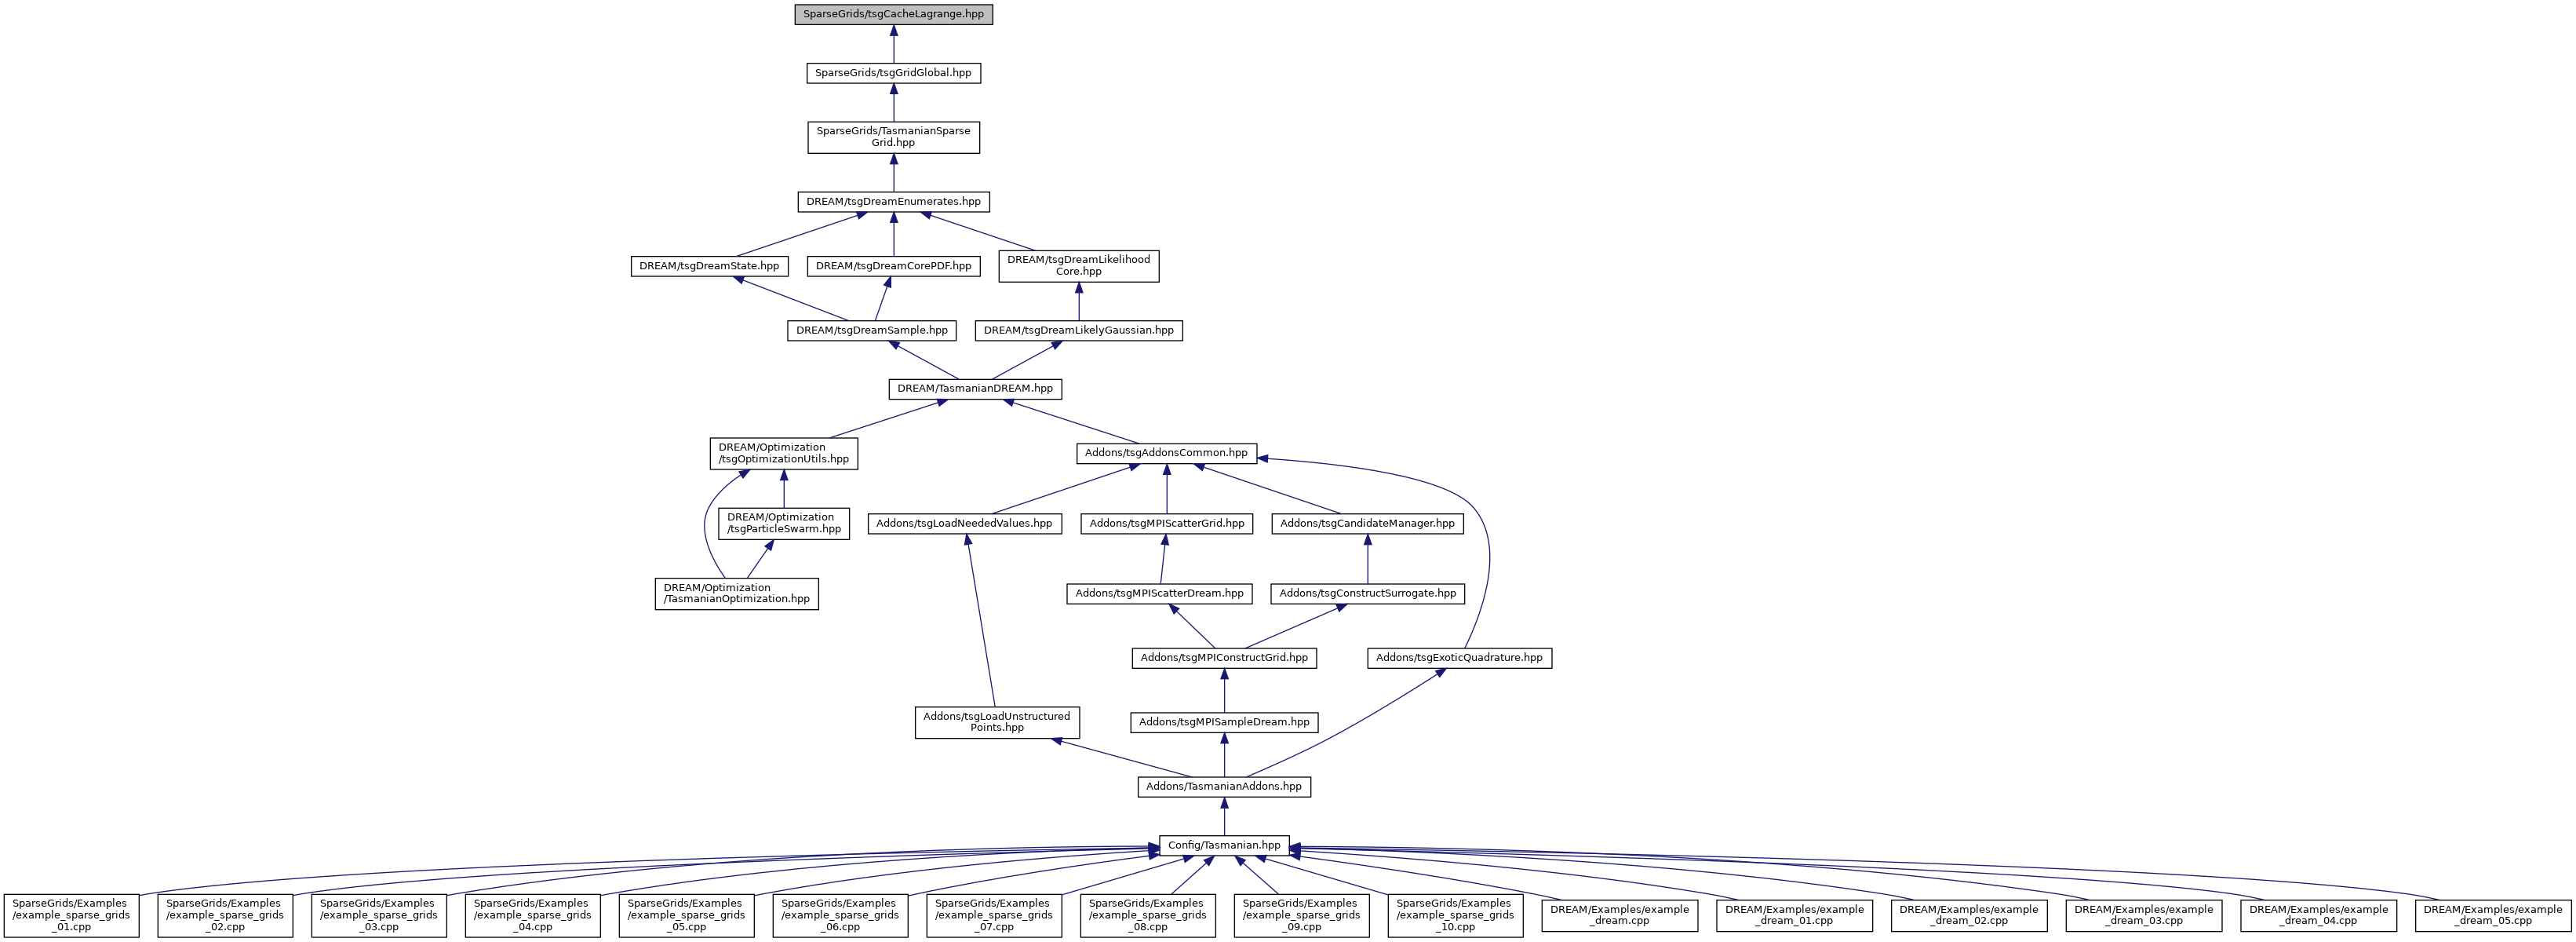 SparseGrids/tsgCacheLagrange.hpp
SparseGrids/tsgGridGlobal.hpp
SparseGrids/TasmanianSparse
Grid.hpp
DREAM/tsgDreamEnumerates.hpp
DREAM/tsgDreamState.hpp
DREAM/tsgDreamCorePDF.hpp
DREAM/tsgDreamLikelihood
Core.hpp
DREAM/tsgDreamSample.hpp
DREAM/tsgDreamLikelyGaussian.hpp
DREAM/TasmanianDREAM.hpp
DREAM/Optimization
/tsgOptimizationUtils.hpp
Addons/tsgAddonsCommon.hpp
DREAM/Optimization
/tsgParticleSwarm.hpp
Addons/tsgLoadNeededValues.hpp
Addons/tsgMPIScatterGrid.hpp
Addons/tsgCandidateManager.hpp
DREAM/Optimization
/TasmanianOptimization.hpp
Addons/tsgMPIScatterDream.hpp
Addons/tsgConstructSurrogate.hpp
Addons/tsgMPIConstructGrid.hpp
Addons/tsgExoticQuadrature.hpp
Addons/tsgLoadUnstructured
Points.hpp
Addons/tsgMPISampleDream.hpp
Addons/TasmanianAddons.hpp
Config/Tasmanian.hpp
SparseGrids/Examples
/example_sparse_grids
_01.cpp
SparseGrids/Examples
/example_sparse_grids
_02.cpp
SparseGrids/Examples
/example_sparse_grids
_03.cpp
SparseGrids/Examples
/example_sparse_grids
_04.cpp
SparseGrids/Examples
/example_sparse_grids
_05.cpp
SparseGrids/Examples
/example_sparse_grids
_06.cpp
SparseGrids/Examples
/example_sparse_grids
_07.cpp
SparseGrids/Examples
/example_sparse_grids
_08.cpp
SparseGrids/Examples
/example_sparse_grids
_09.cpp
SparseGrids/Examples
/example_sparse_grids
_10.cpp
DREAM/Examples/example
_dream.cpp
DREAM/Examples/example
_dream_01.cpp
DREAM/Examples/example
_dream_02.cpp
DREAM/Examples/example
_dream_03.cpp
DREAM/Examples/example
_dream_04.cpp
DREAM/Examples/example
_dream_05.cpp